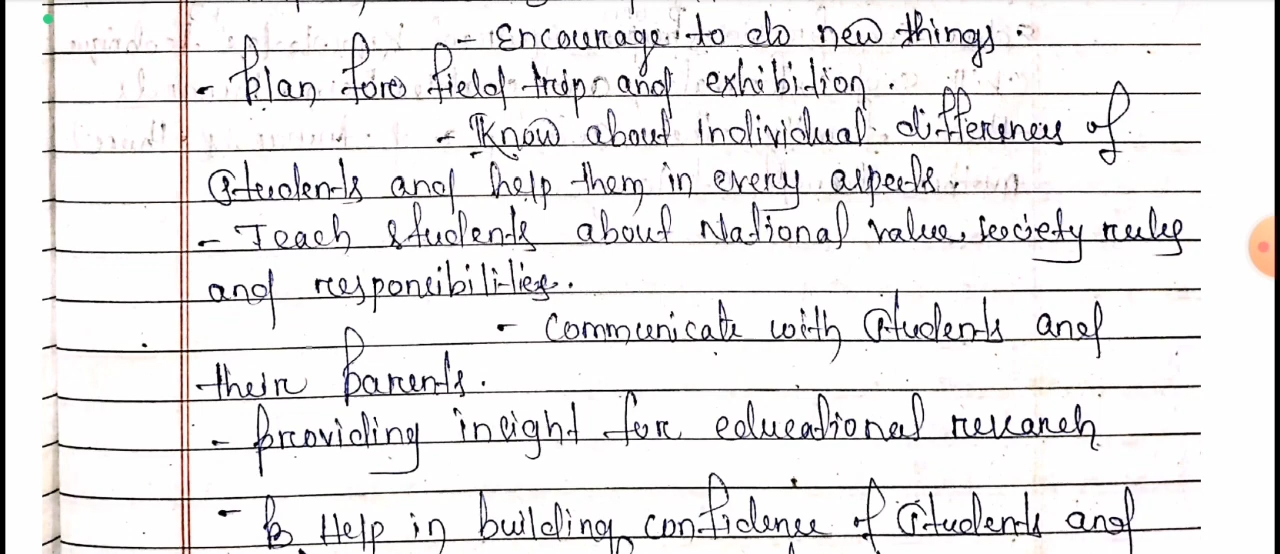 - Encourage to do new things.
- Plan for field trip and exhibition.
- Know about individual differences of
students and help them in every aspects.
- Teach students about National value, society rules
and responsibilities.
- Communicate with students and
their parents.
- providing insight for educational research
- Help in building confidence of students and